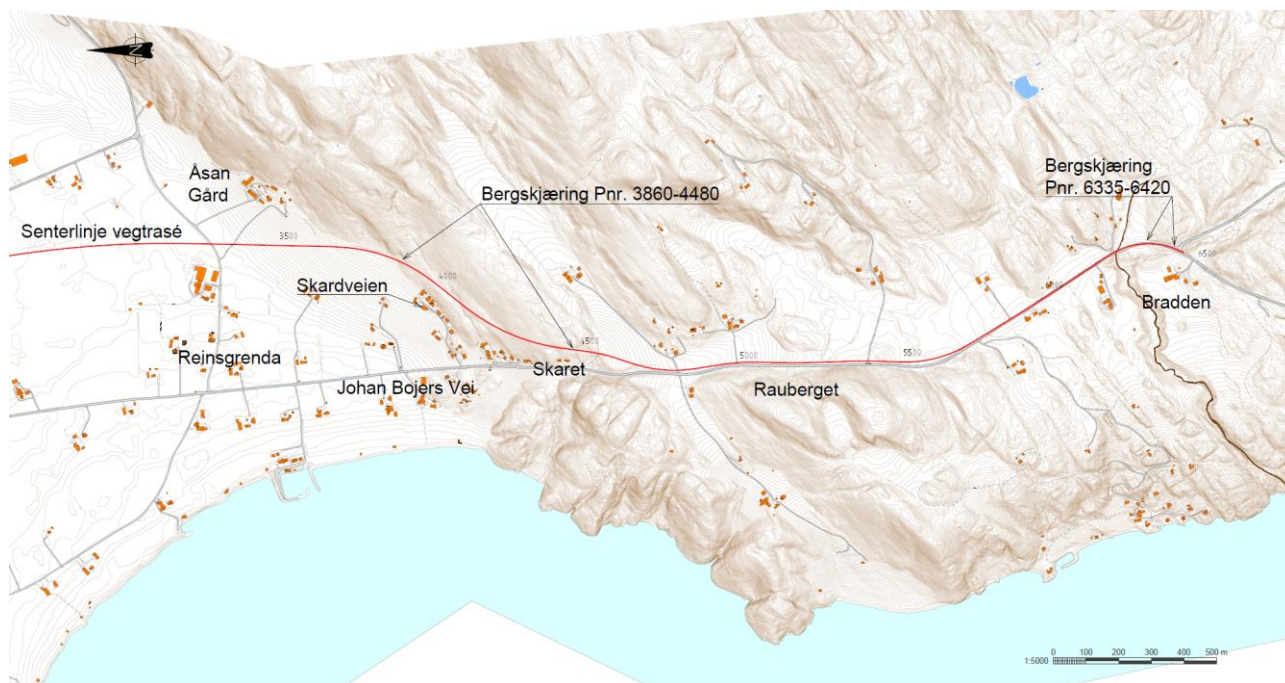 N
Åsan
Gård
Bergskjæring Pnr. 3860-4480
Bergskjæring
Pnr. 6335-6420
Senterlinje vegtrasé
3500
4000
Skardveien
6500
Bradden
Reinsgrenda
4500
Skaret
5000
5500
Johan Bojers Vei
Rauberget
0 100 200 300 400 500 m
1:5000